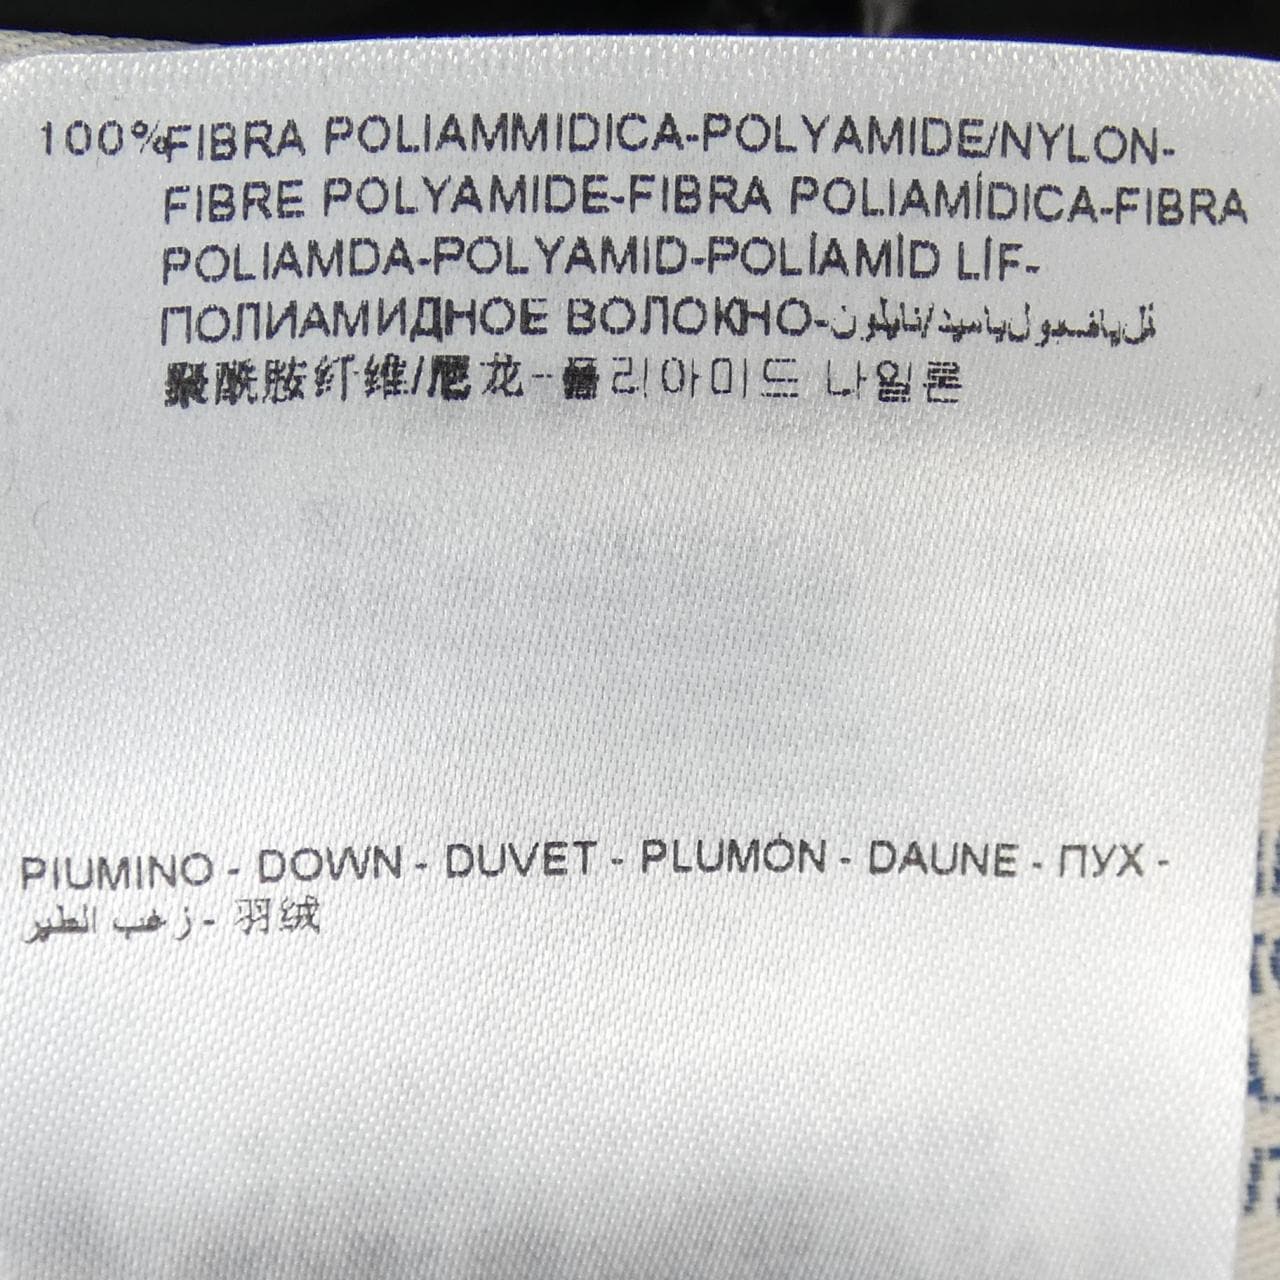 100%FIBRA POLIAMMIDICA-POLYAMIDE/NYLON-
FIBRE POLYAMIDE-FIBRA POLIAMÍDICA-FIBRA
POLIAMDA-POLYAMID-POLİAMİD LİF-
ПОЛИАМИДНОЕ ВОЛОКНО-نايلون/
聚酰胺纤维/尼龙-폴리아미드 나일론
PIUMINO - DOWN - DUVET - PLUMÓN - DAUNE - ПУХ -
زغب الطير - 羽绒